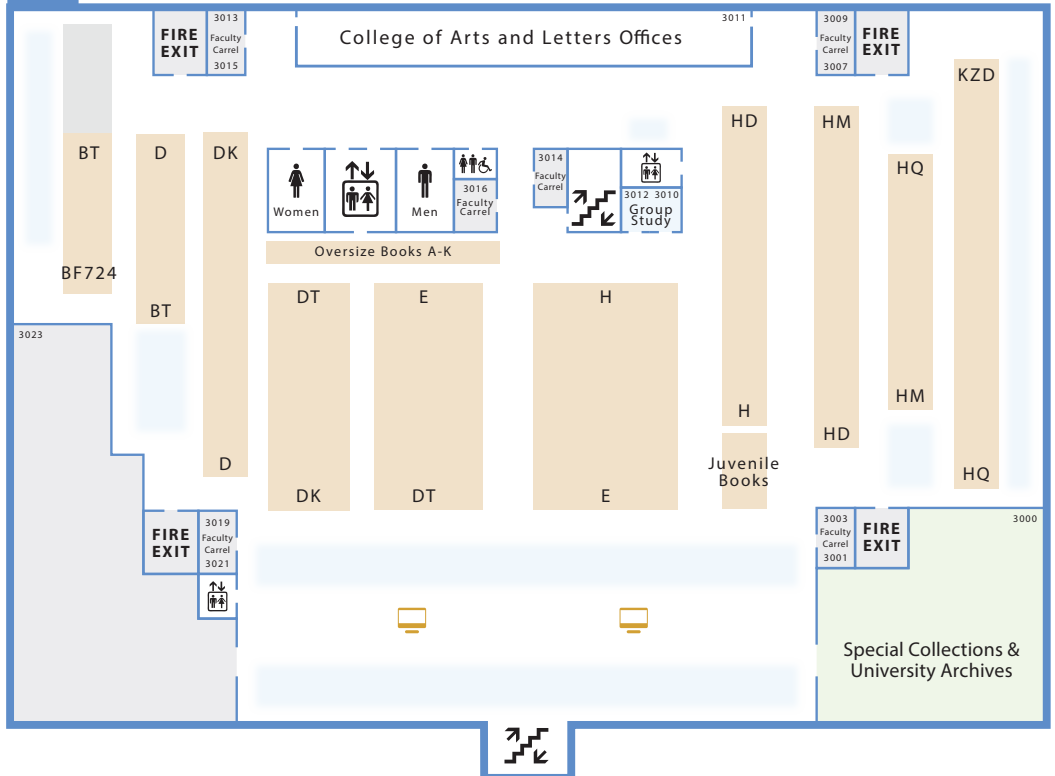 3013
FIRE
EXIT
Faculty
Carrel
3015
College of Arts and Letters Offices
3011
3009
Faculty
Carrel
3007
FIRE
EXIT
KZD
BT
D
DK
HD
HM
HQ
Women
Men
3016
Faculty
Carrel
3014
Faculty
Carrel
3012 3010
Group
Study
Oversize Books A-K
BF724
BT
DT
E
H
3023
H
HM
HD
D
Juvenile
Books
HQ
DK
DT
E
FIRE
EXIT
3019
Faculty
Carrel
3021
3003
Faculty
Carrel
3001
FIRE
EXIT
3000
Special Collections &
University Archives